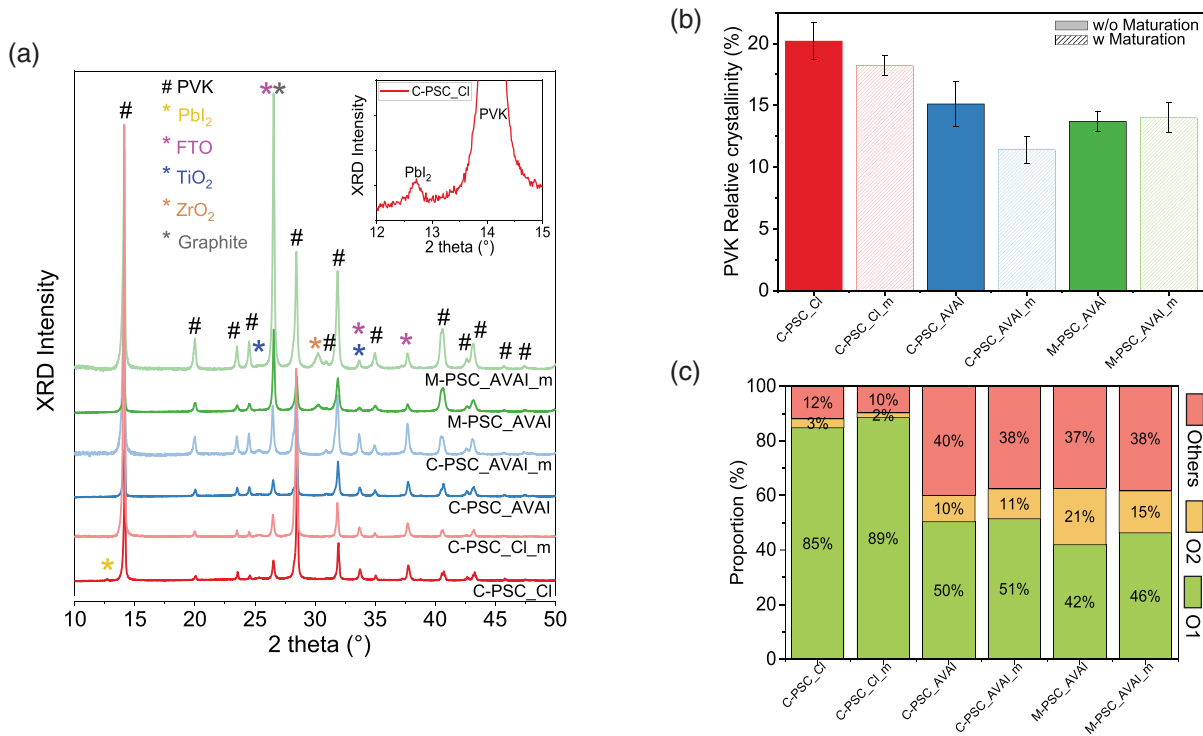 (a)
# PVK
* PbI2
* FTO
* TiO2
* ZrO2
* Graphite
#
**
#
#
#
#
*
#
*
#
#
*
*
#
*
#
#
#
#
#
*
C-PSC_Cl
PVK
PbI2
XRD Intensity
12 13 14 15
2 theta (°)
M-PSC_AVAI_m
M-PSC_AVAI
C-PSC_AVAI_m
C-PSC_AVAI
C-PSC_Cl_m
C-PSC_Cl
XRD Intensity
10 15 20 25 30 35 40 45 50
2 theta (°)
(b)
w/o Maturation
w Maturation
PVK Relative crystallinity (%)
20
15
10
5
0
C-PSC_Cl
C-PSC_Cl_m
C-PSC_AVAI
C-PSC_AVAI_m
M-PSC_AVAI
M-PSC_AVAI_m
(c)
Proportion (%)
100
80
60
40
20
0
12% 10% 40% 38% 37% 38%
3% 2% 10% 11% 21% 15%
85% 89% 50% 51% 42% 46%
C-PSC_Cl
C-PSC_Cl_m
C-PSC_AVAI
C-PSC_AVAI_m
M-PSC_AVAI
M-PSC_AVAI_m
Others
O2
O1